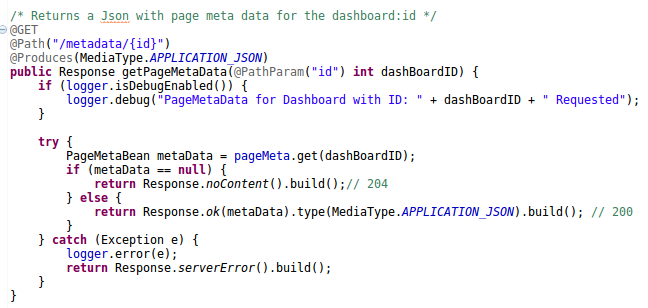 /* Returns a Json with page meta data for the dashboard:id */
@GET
@Path("/metadata/{id}")
@Produces(MediaType.APPLICATION_JSON)
public Response getPageMetaData(@PathParam("id") int dashBoardID) {
    if (logger.isDebugEnabled()) {
        logger.debug("PageMetaData for Dashboard with ID: " + dashBoardID + " Requested");
    }

    try {
        PageMetaBean metaData = pageMeta.get(dashBoardID);
        if (metaData == null) {
            return Response.noContent().build();// 204
        } else {
            return Response.ok(metaData).type(MediaType.APPLICATION_JSON).build(); // 200
        }
    } catch (Exception e) {
        logger.error(e);
        return Response.serverError().build();
    }
}